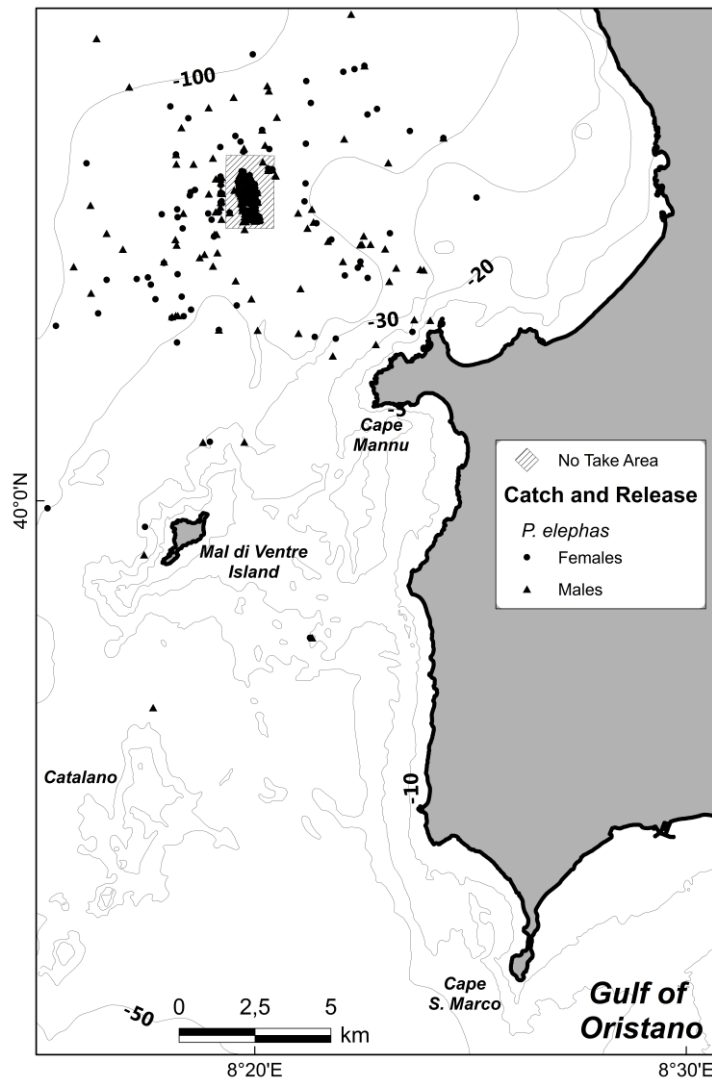 -100
-20
-30
-5
Cape
Mannu
40°0'N
No Take Area
Catch and Release
P. elephas
Females
Males
Mal di Ventre
Island
Catalano
-10
Cape
S. Marco
Gulf of
Oristano
-50
0 2,5 5
km
8°20'E
8°30'E